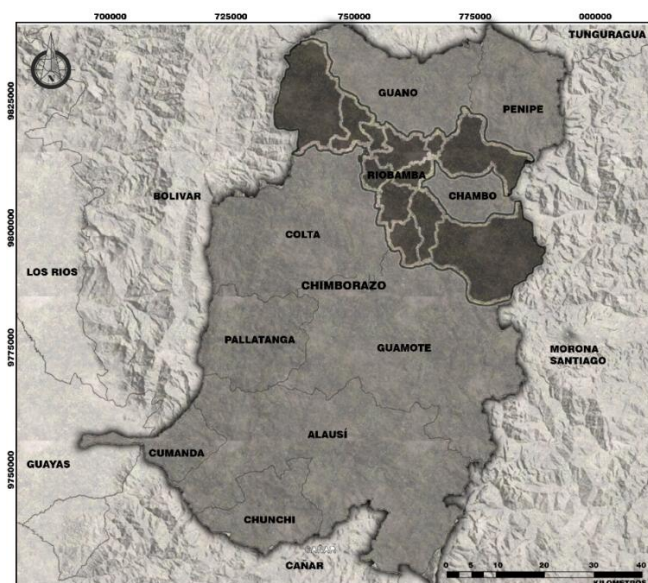 700000 725000 750000 775000 000000
TUNGURAGUA
9825000
GUANO
PENIPE
RIOBAMBA
BOLIVAR
CHAMBO
9800000
COLTA
LOS RIOS
CHIMBORAZO
9775000
PALLATANGA
GUAMOTE
MORONA
SANTIAGO
ALAUSÍ
CUMANDA
GUAYAS
9750000
CHUNCHI
CAÑAR
0 5 10 20 30 40
KILOMETROS